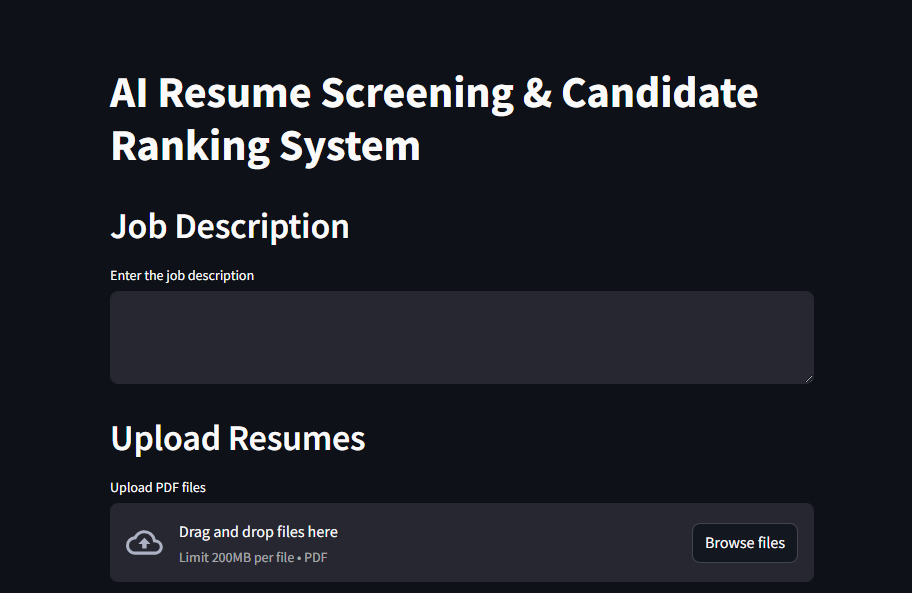 AI Resume Screening & Candidate
Ranking System
Job Description
Enter the job description
Upload Resumes
Upload PDF files
Drag and drop files here
Limit 200MB per file • PDF
Browse files